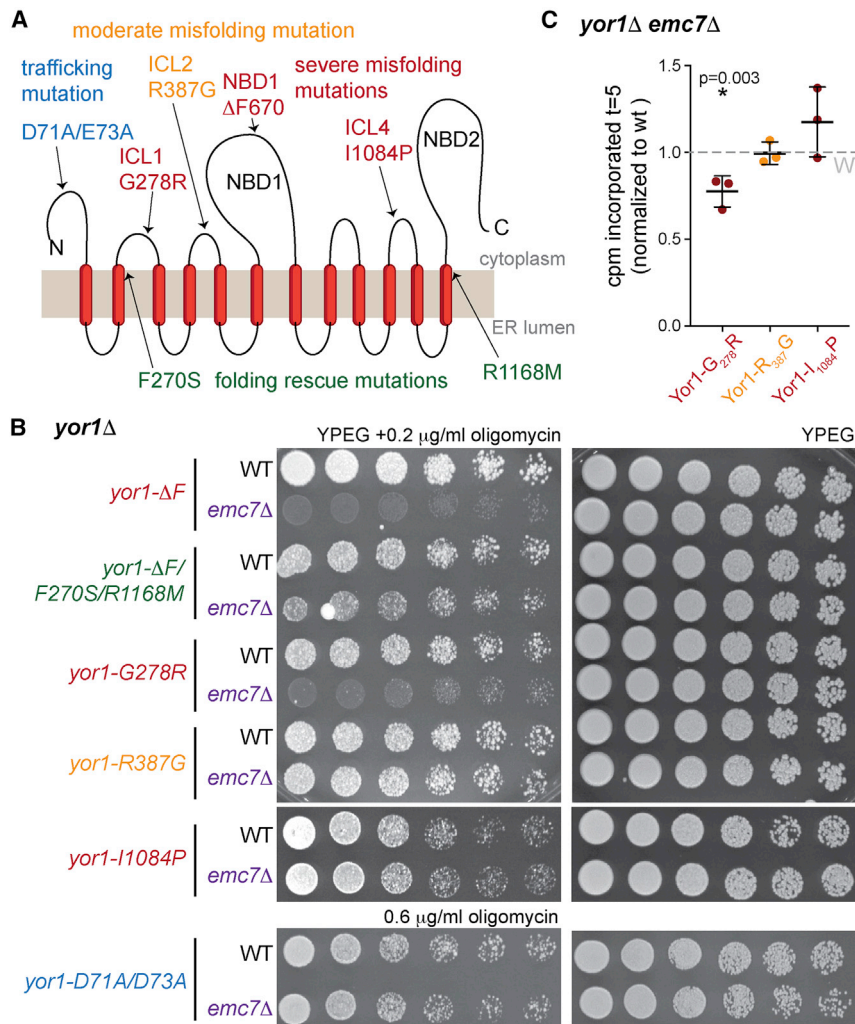 A
moderate misfolding mutation
trafficking
mutation
D71A/E73A
ICL2
R387G
NBD1
ΔF670
severe misfolding
mutations
ICL1
G278R
ICL4
I1084P
NBD1
NBD2
N
C
cytoplasm
ER lumen
F270S
folding rescue mutations
R1168M
C
yor1Δ emc7Δ
cpm incorporated t=5
(normalized to wt )
1.5
1.0
0.5
0.0
p=0.003
*
W
Yor1-G278R
Yor1-R387G
Yor1-I1084P
B
yor1Δ
YPEG +0.2 µg/ml oligomycin
YPEG
yor1-ΔF
WT
emc7Δ
yor1-ΔF/
F270S/R1168M
WT
emc7Δ
yor1-G278R
WT
emc7Δ
yor1-R387G
WT
emc7Δ
yor1-I1084P
WT
emc7Δ
0.6 µg/ml oligomycin
yor1-D71A/D73A
WT
emc7Δ